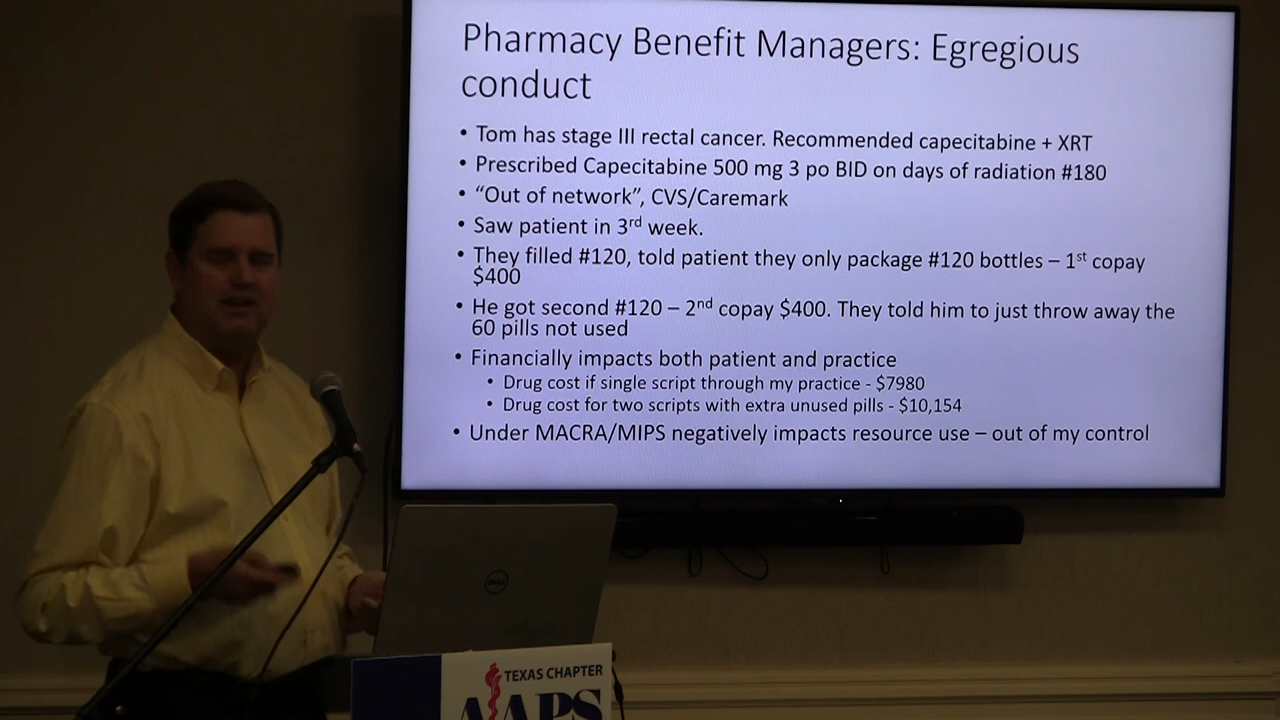 Pharmacy Benefit Managers: Egregious
conduct
• Tom has stage III rectal cancer. Recommended capecitabine + XRT
• Prescribed Capecitabine 500 mg 3 po BID on days of radiation #180
• “Out of network”, CVS/Caremark
• Saw patient in 3rd week.
• They filled #120, told patient they only package #120 bottles – 1st copay
$400
• He got second #120 – 2nd copay $400. They told him to just throw away the
60 pills not used
• Financially impacts both patient and practice
• Drug cost if single script through my practice - $7980
• Drug cost for two scripts with extra unused pills - $10,154
• Under MACRA/MIPS negatively impacts resource use – out of my control
DELL
TEXAS CHAPTER
AAPS